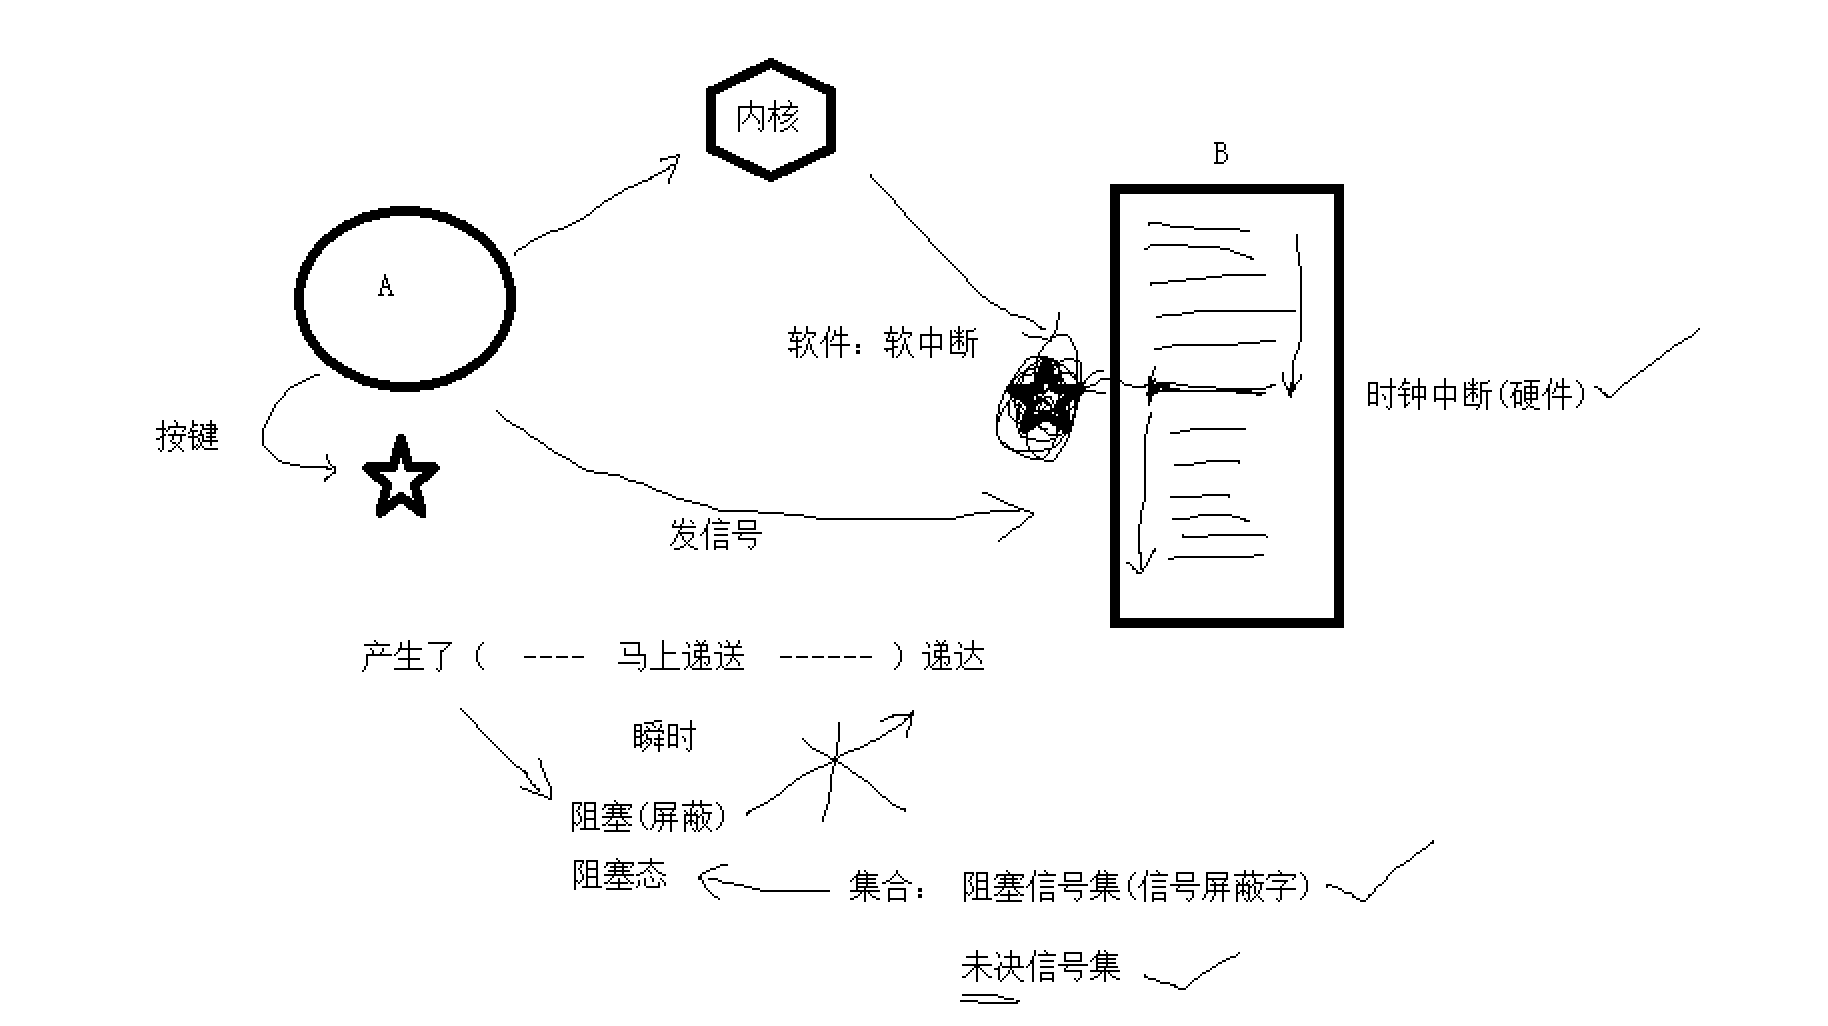 内核
B
A
软件：软中断
时钟中断(硬件)
按键
发信号
产生了（ ---- 马上递送 ------ ）递达
瞬时
阻塞(屏蔽)
阻塞态
集合： 阻塞信号集(信号屏蔽字)
未决信号集